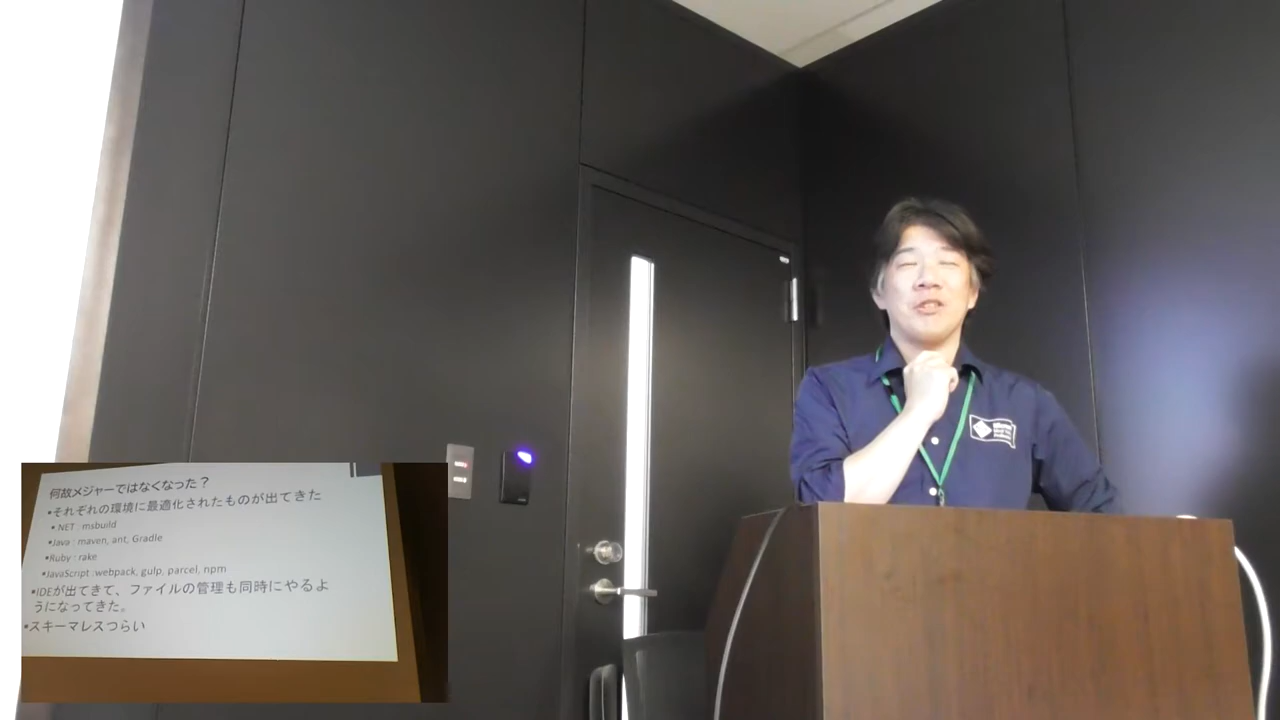 何故メジャーではなくなった？
•それぞれの環境に最適化されたものが出てきた
•.NET : msbuild
•Java : maven, ant, Gradle
•Ruby : rake
•JavaScript :webpack, gulp, parcel, npm
•IDEが出てきて、ファイルの管理も同時にやるよ
うになってきた。
•スキーマレスつらい